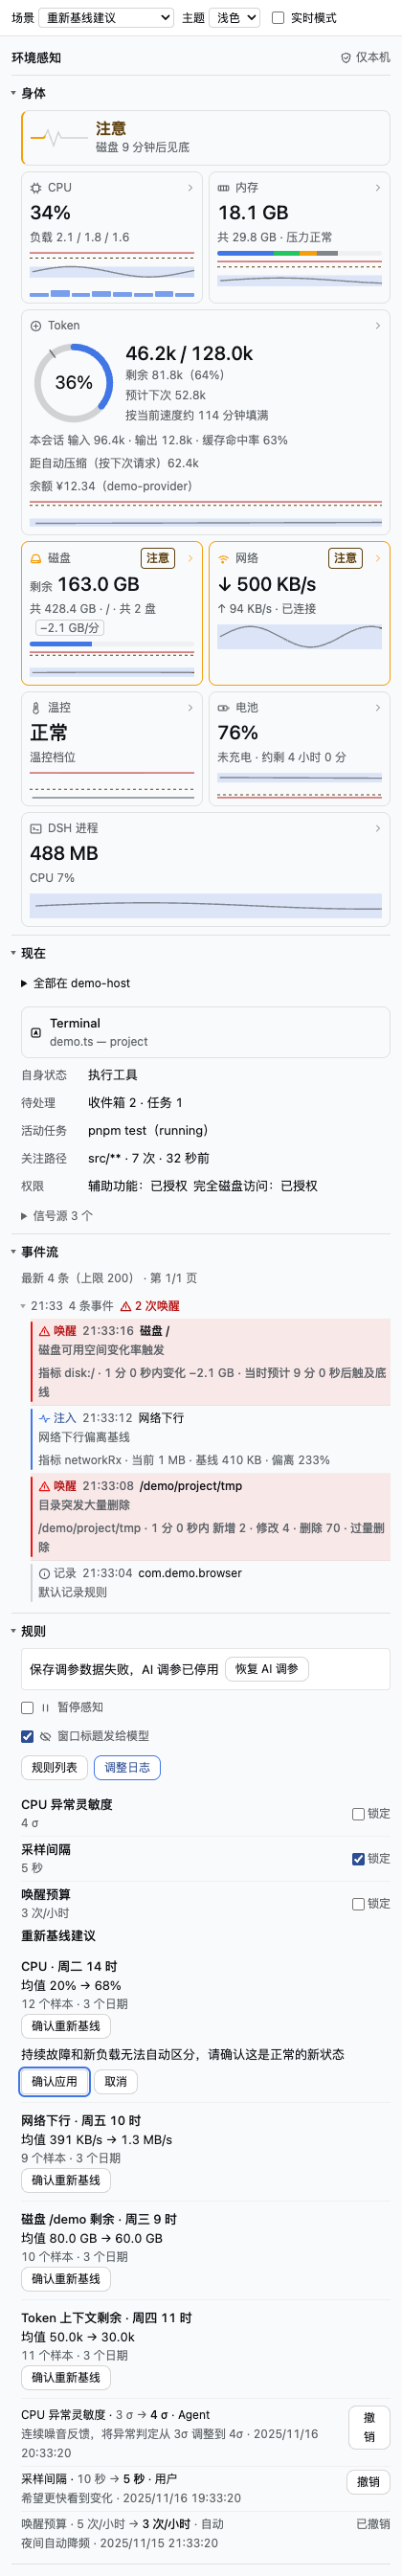 场景 重新基线建议 主题 浅色 实时模式
环境感知 仅本机
身体
注意
磁盘 9 分钟后见底
CPU
34%
负载 2.1 / 1.8 / 1.6
内存
18.1 GB
共 29.8 GB · 压力正常
Token
36%
46.2k / 128.0k
剩余 81.8k（64%）
预计下次 52.8k
按当前速度约 114 分钟填满
本会话 输入 96.4k · 输出 12.8k · 缓存命中率 63%
距自动压缩（按下次请求）62.4k
余额 ¥12.34（demo-provider）
磁盘 注意
剩余 163.0 GB
共 428.4 GB · / · 共 2 盘
−2.1 GB/分
网络 注意
↓ 500 KB/s
↑ 94 KB/s · 已连接
温控
正常
温控档位
电池
76%
未充电 · 约剩 4 小时 0 分
DSH 进程
488 MB
CPU 7%
现在
全部在 demo-host
Terminal
demo.ts — project
自身状态 执行工具
待处理 收件箱 2 · 任务 1
活动任务 pnpm test（running）
关注路径 src/** · 7 次 · 32 秒前
权限 辅助功能：已授权 完全磁盘访问：已授权
信号源 3 个
事件流
最新 4 条（上限 200） · 第 1/1 页
21:33 4 条事件 2 次唤醒
唤醒 21:33:16 磁盘 /
磁盘可用空间变化率触发
指标 disk:/ · 1 分 0 秒内变化 −2.1 GB · 当时预计 9 分 0 秒后触及底
线
注入 21:33:12 网络下行
网络下行偏离基线
指标 networkRx · 当前 1 MB · 基线 410 KB · 偏离 233%
唤醒 21:33:08 /demo/project/tmp
目录突发大量删除
/demo/project/tmp · 1 分 0 秒内 新增 2 · 修改 4 · 删除 70 · 过量删
除
记录 21:33:04 com.demo.browser
默认记录规则
规则
保存调参数据失败，AI 调参已停用 恢复 AI 调参
暂停感知
窗口标题发给模型
规则列表 调整日志
CPU 异常灵敏度
4 σ
锁定
采样间隔
5 秒
锁定
唤醒预算
3 次/小时
锁定
重新基线建议
CPU · 周二 14 时
均值 20% → 68%
12 个样本 · 3 个日期
确认重新基线
持续故障和新负载无法自动区分，请确认这是正常的新状态
确认应用 取消
网络下行 · 周五 10 时
均值 391 KB/s → 1.3 MB/s
9 个样本 · 3 个日期
确认重新基线
磁盘 /demo 剩余 · 周三 9 时
均值 80.0 GB → 60.0 GB
10 个样本 · 3 个日期
确认重新基线
Token 上下文剩余 · 周四 11 时
均值 50.0k → 30.0k
11 个样本 · 3 个日期
确认重新基线
CPU 异常灵敏度 · 3 σ → 4 σ · Agent
连续噪音反馈，将异常判定从 3σ 调整到 4σ · 2025/11/16
20:33:20
撤
销
采样间隔 · 10 秒 → 5 秒 · 用户
希望更快看到变化 · 2025/11/16 19:33:20
撤销
唤醒预算 · 5 次/小时 → 3 次/小时 · 自动
夜间自动降频 · 2025/11/15 21:33:20
已撤销